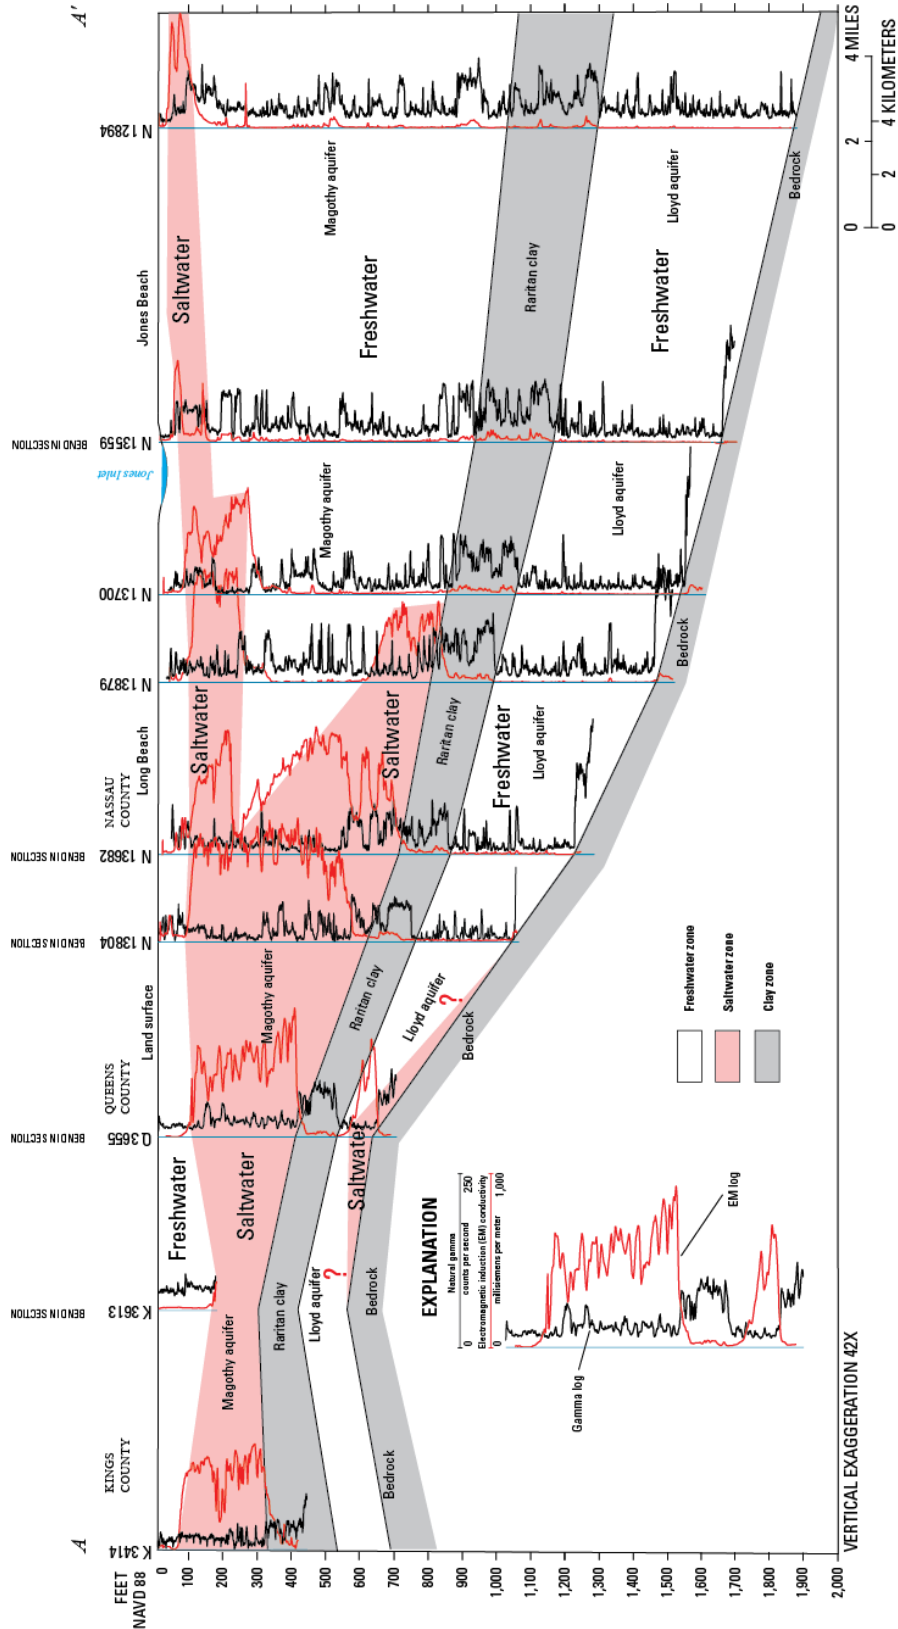 A
A'
KINGS
COUNTY
QUEENS
COUNTY
NASSAU
COUNTY
Land surface
Long Beach
Jones Inlet
Jones Beach
BEND IN SECTION
BEND IN SECTION
BEND IN SECTION
BEND IN SECTION
BEND IN SECTION
FEET
NAVD 88
K 3414
K 3613
Q 3655
N 13804
N 13682
N 13879
N 13700
N 13559
N 12894
0
100
200
300
400
500
600
700
800
900
1,000
1,100
1,200
1,300
1,400
1,500
1,600
1,700
1,800
1,900
2,000
Freshwater
Saltwater
Saltwater
Saltwater
Magothy aquifer
Magothy aquifer
Magothy aquifer
Magothy aquifer
Saltwater
Freshwater
Raritan clay
Raritan clay
Raritan clay
Raritan clay
Lloyd aquifer
?
Saltwater
Lloyd aquifer
?
Freshwater
Lloyd aquifer
Lloyd aquifer
Freshwater
Lloyd aquifer
Bedrock
Bedrock
Bedrock
Bedrock
Bedrock
EXPLANATION
Natural gamma
counts per second
0 250
Electromagnetic induction (EM) conductivity
millisiemens per meter
0 1,000
Gamma log
EM log
Freshwater zone
Saltwater zone
Clay zone
VERTICAL EXAGGERATION 42X
0 2 4 MILES
0 2 4 KILOMETERS